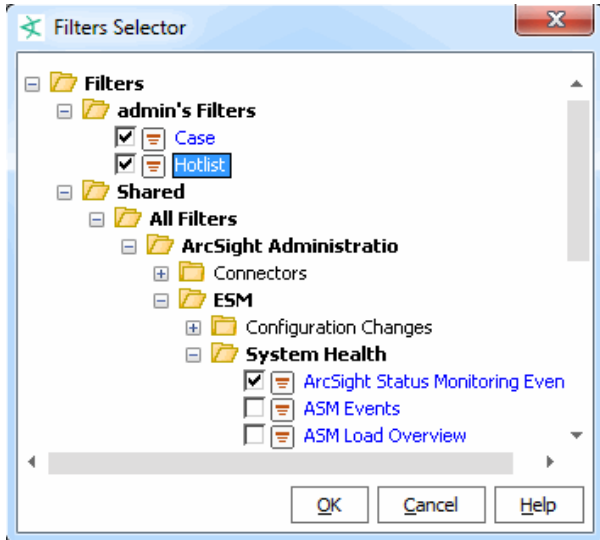 Filters Selector
Filters
admin's Filters
Case
Hotlist
Shared
All Filters
ArcSight Administratio
Connectors
ESM
Configuration Changes
System Health
ArcSight Status Monitoring Even
ASM Events
ASM Load Overview
OK Cancel Help